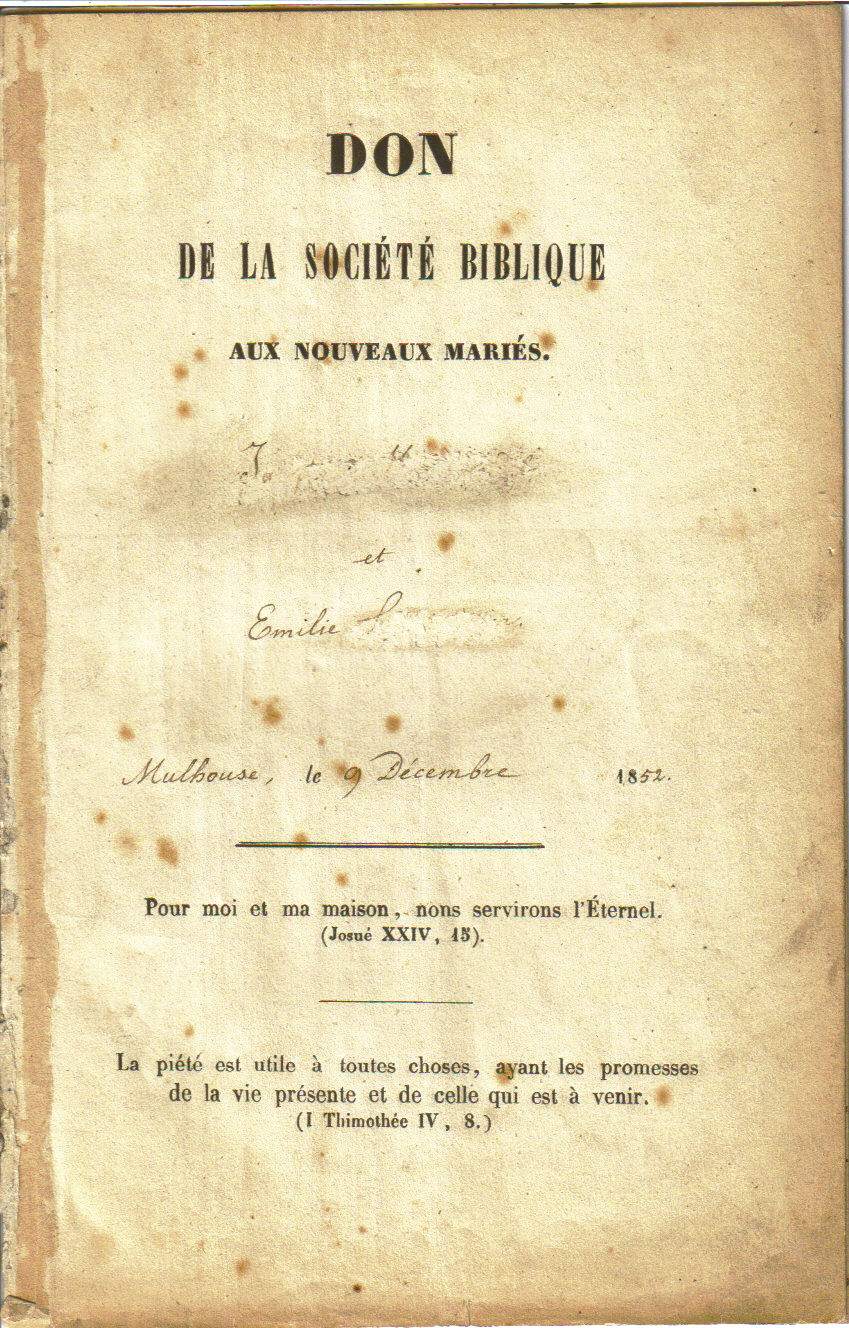 DON
DE LA SOCIÉTÉ BIBLIQUE
AUX NOUVEAUX MARIÉS.
et
Emilie
Mulhouse, le 9 Décembre 1852.
Pour moi et ma maison, nons servirons l'Éternel.
(Josué XXIV, 15).
La piété est utile à toutes choses, ayant les promesses
de la vie présente et de celle qui est à venir.
(I Thimothée IV, 8.)